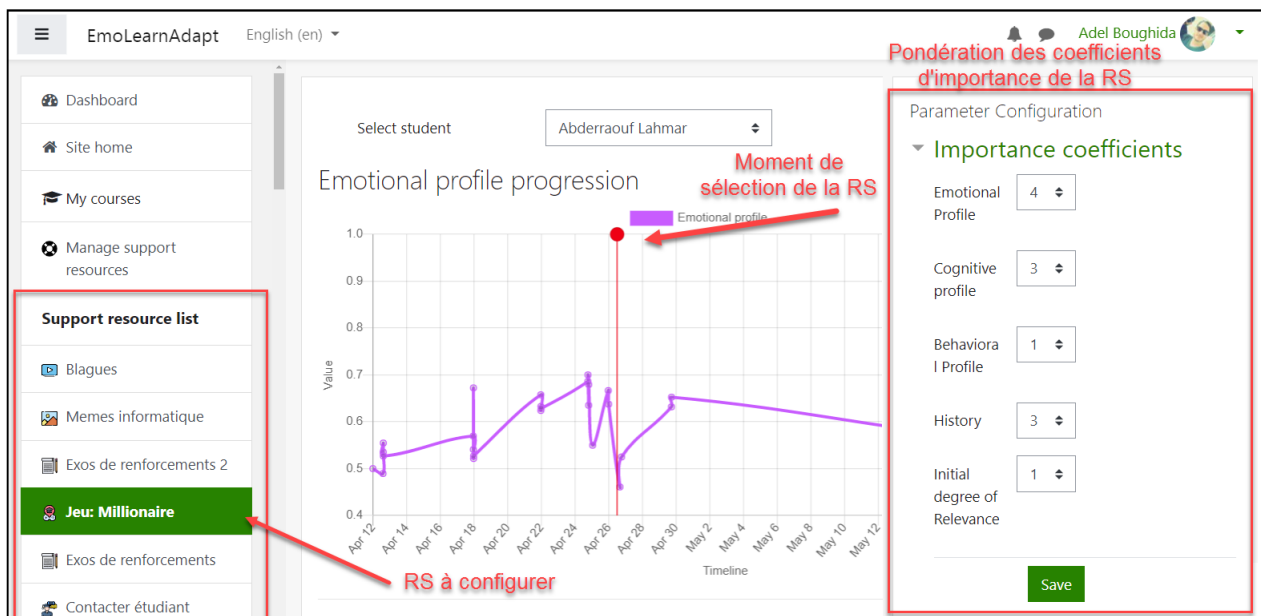 EmoLearnAdapt English (en)
Adel Boughida
Pondération des coefficients
d'importance de la RS
Dashboard
Site home
My courses
Manage support
resources
Support resource list
Blagues
Memes informatique
Exos de renforcements 2
Jeu: Millionaire
Exos de renforcements
Contacter étudiant
Select student
Abderraouf Lahmar
Emotional profile progression
Moment de
sélection de la RS
Emotional profile
1.0
0.9
0.8
0.7
0.6
0.5
0.4
Value
Apr 12
Apr 14
Apr 16
Apr 18
Apr 20
Apr 22
Apr 24
Apr 26
Apr 28
Apr 30
May 2
May 4
May 6
May 8
May 10
May 12
Timeline
RS à configurer
Parameter Configuration
Importance coefficients
Emotional
Profile
4
Cognitive
profile
3
Behaviora
l Profile
1
History
3
Initial
degree of
Relevance
1
Save